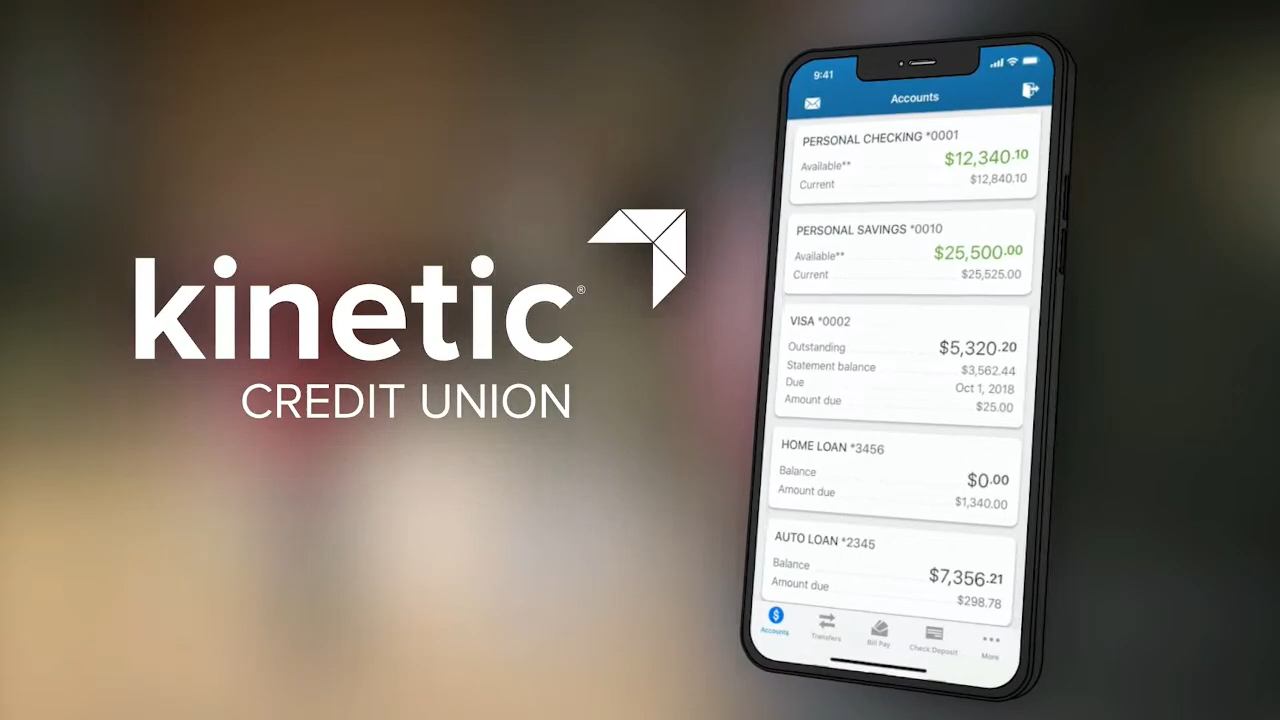 kinetic®
CREDIT UNION
9:41
Accounts
PERSONAL CHECKING *0001
Available** $12,340.10
Current $12,840.10
PERSONAL SAVINGS *0010
Available** $25,500.00
Current $25,525.00
VISA *0002
Outstanding $5,320.20
Statement balance $3,562.44
Due Oct 1, 2018
Amount due $25.00
HOME LOAN *3456
Balance $0.00
Amount due $1,340.00
AUTO LOAN *2345
Balance $7,356.21
Amount due $298.78
Accounts Transfers Bill Pay Check Deposit More